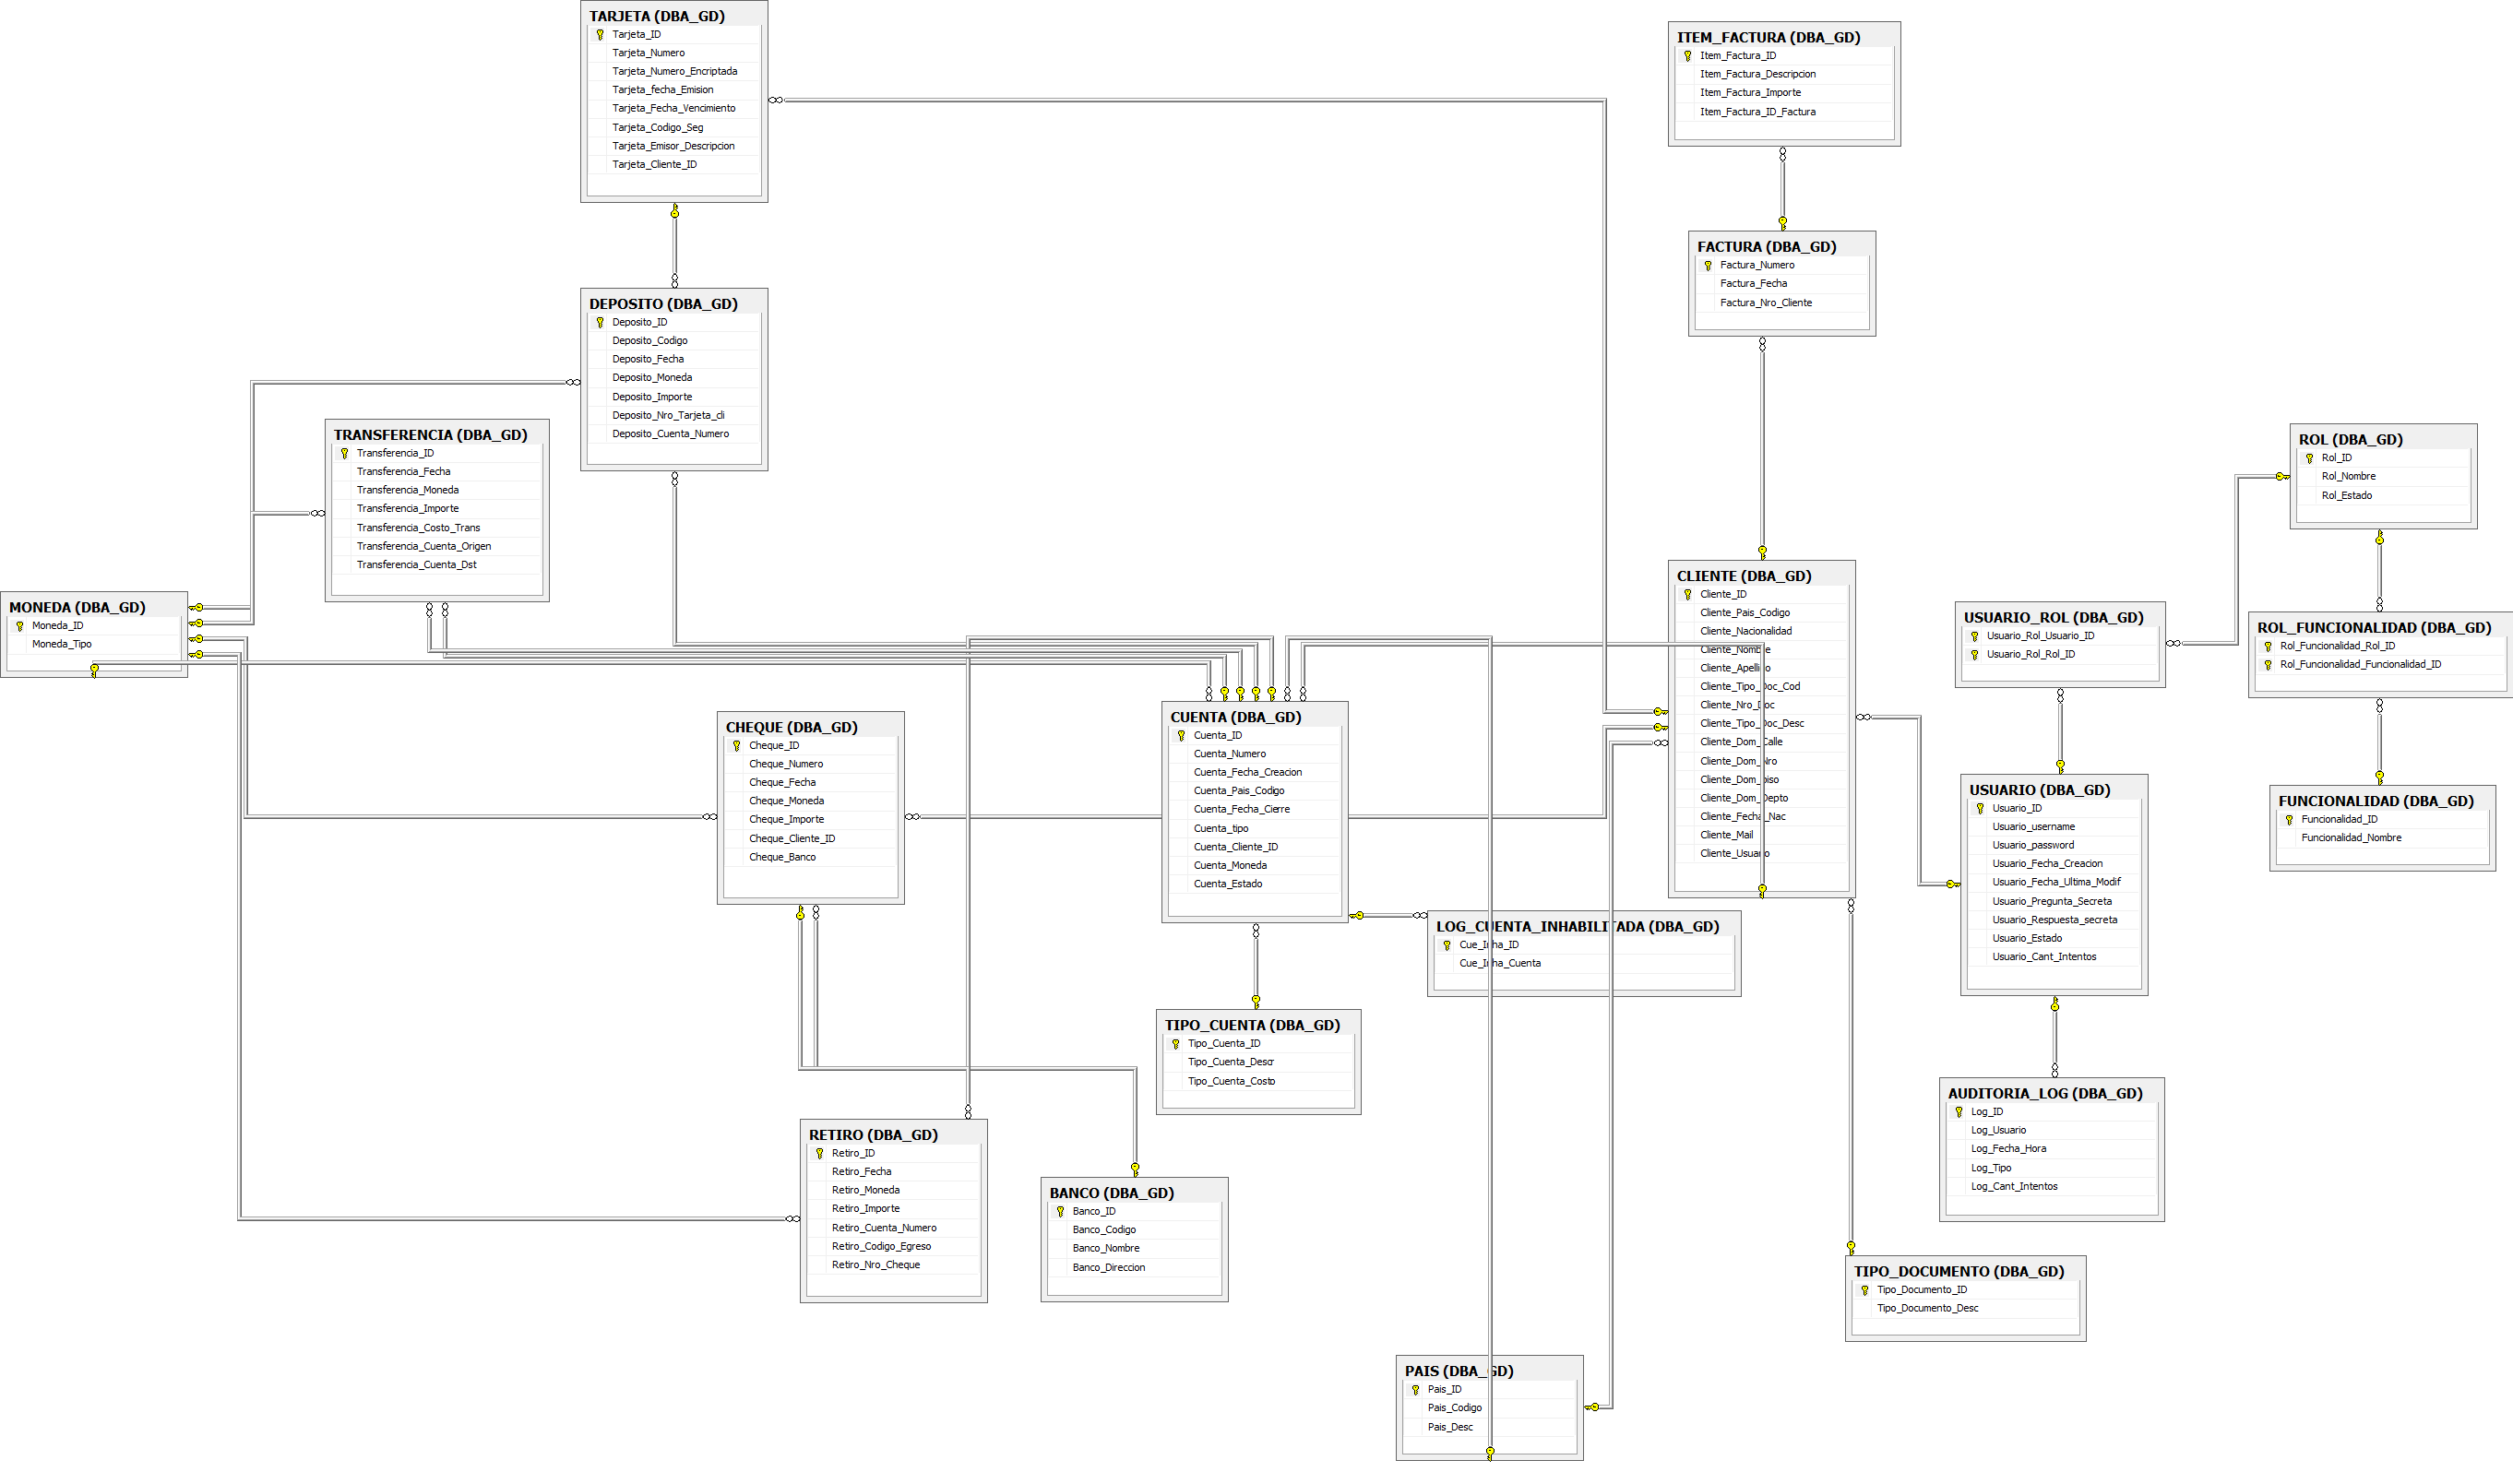 TARJETA (DBA_GD)
Tarjeta_ID
Tarjeta_Numero
Tarjeta_Numero_Encriptada
Tarjeta_fecha_Emision
Tarjeta_Fecha_Vencimiento
Tarjeta_Codigo_Seg
Tarjeta_Emisor_Descripcion
Tarjeta_Cliente_ID
ITEM_FACTURA (DBA_GD)
Item_Factura_ID
Item_Factura_Descripcion
Item_Factura_Importe
Item_Factura_ID_Factura
FACTURA (DBA_GD)
Factura_Numero
Factura_Fecha
Factura_Nro_Cliente
DEPOSITO (DBA_GD)
Deposito_ID
Deposito_Codigo
Deposito_Fecha
Deposito_Moneda
Deposito_Importe
Deposito_Nro_Tarjeta_cli
Deposito_Cuenta_Numero
TRANSFERENCIA (DBA_GD)
Transferencia_ID
Transferencia_Fecha
Transferencia_Moneda
Transferencia_Importe
Transferencia_Costo_Trans
Transferencia_Cuenta_Origen
Transferencia_Cuenta_Dst
ROL (DBA_GD)
Rol_ID
Rol_Nombre
Rol_Estado
MONEDA (DBA_GD)
Moneda_ID
Moneda_Tipo
CLIENTE (DBA_GD)
Cliente_ID
Cliente_Pais_Codigo
Cliente_Nacionalidad
Cliente_Nombre
Cliente_Apellido
Cliente_Tipo_Doc_Cod
Cliente_Nro_Doc
Cliente_Tipo_Doc_Desc
Cliente_Dom_Calle
Cliente_Dom_Nro
Cliente_Dom_piso
Cliente_Dom_Depto
Cliente_Fecha_Nac
Cliente_Mail
Cliente_Usuario
USUARIO_ROL (DBA_GD)
Usuario_Rol_Usuario_ID
Usuario_Rol_Rol_ID
ROL_FUNCIONALIDAD (DBA_GD)
Rol_Funcionalidad_Rol_ID
Rol_Funcionalidad_Funcionalidad_ID
CHEQUE (DBA_GD)
Cheque_ID
Cheque_Numero
Cheque_Fecha
Cheque_Moneda
Cheque_Importe
Cheque_Cliente_ID
Cheque_Banco
CUENTA (DBA_GD)
Cuenta_ID
Cuenta_Numero
Cuenta_Fecha_Creacion
Cuenta_Pais_Codigo
Cuenta_Fecha_Cierre
Cuenta_tipo
Cuenta_Cliente_ID
Cuenta_Moneda
Cuenta_Estado
USUARIO (DBA_GD)
Usuario_ID
Usuario_username
Usuario_password
Usuario_Fecha_Creacion
Usuario_Fecha_Ultima_Modif
Usuario_Pregunta_Secreta
Usuario_Respuesta_secreta
Usuario_Estado
Usuario_Cant_Intentos
FUNCIONALIDAD (DBA_GD)
Funcionalidad_ID
Funcionalidad_Nombre
LOG_CUENTA_INHABILITADA (DBA_GD)
Cue_Inha_ID
Cue_Inha_Cuenta
TIPO_CUENTA (DBA_GD)
Tipo_Cuenta_ID
Tipo_Cuenta_Descr
Tipo_Cuenta_Costo
AUDITORIA_LOG (DBA_GD)
Log_ID
Log_Usuario
Log_Fecha_Hora
Log_Tipo
Log_Cant_Intentos
RETIRO (DBA_GD)
Retiro_ID
Retiro_Fecha
Retiro_Moneda
Retiro_Importe
Retiro_Cuenta_Numero
Retiro_Codigo_Egreso
Retiro_Nro_Cheque
BANCO (DBA_GD)
Banco_ID
Banco_Codigo
Banco_Nombre
Banco_Direccion
TIPO_DOCUMENTO (DBA_GD)
Tipo_Documento_ID
Tipo_Documento_Desc
PAIS (DBA_GD)
Pais_ID
Pais_Codigo
Pais_Desc